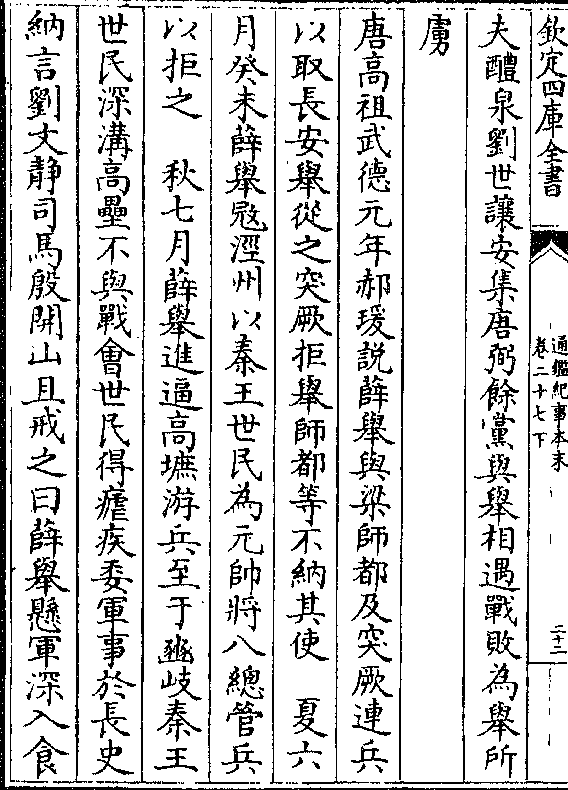 欽定四庫全書
通鑑紀事本末
卷二十七下
二十二
夫醴泉劉世讓安集唐弼餘黨與舉相遇戰敗為舉所
虜
唐高祖武德元年郝瑗説薛舉與梁師都及突厥連兵
以取長安舉從之突厥拒舉師都等不納其使　夏六
月癸未薛舉冦涇州以秦王世民為元帥將八總管兵
以拒之　秋七月薛舉進逼高墌游兵至于豳岐秦王
世民深溝高壘不與戰會世民得瘧疾委軍事於長史
納言劉文靜司馬殷開山且戒之曰薛舉懸軍深入食